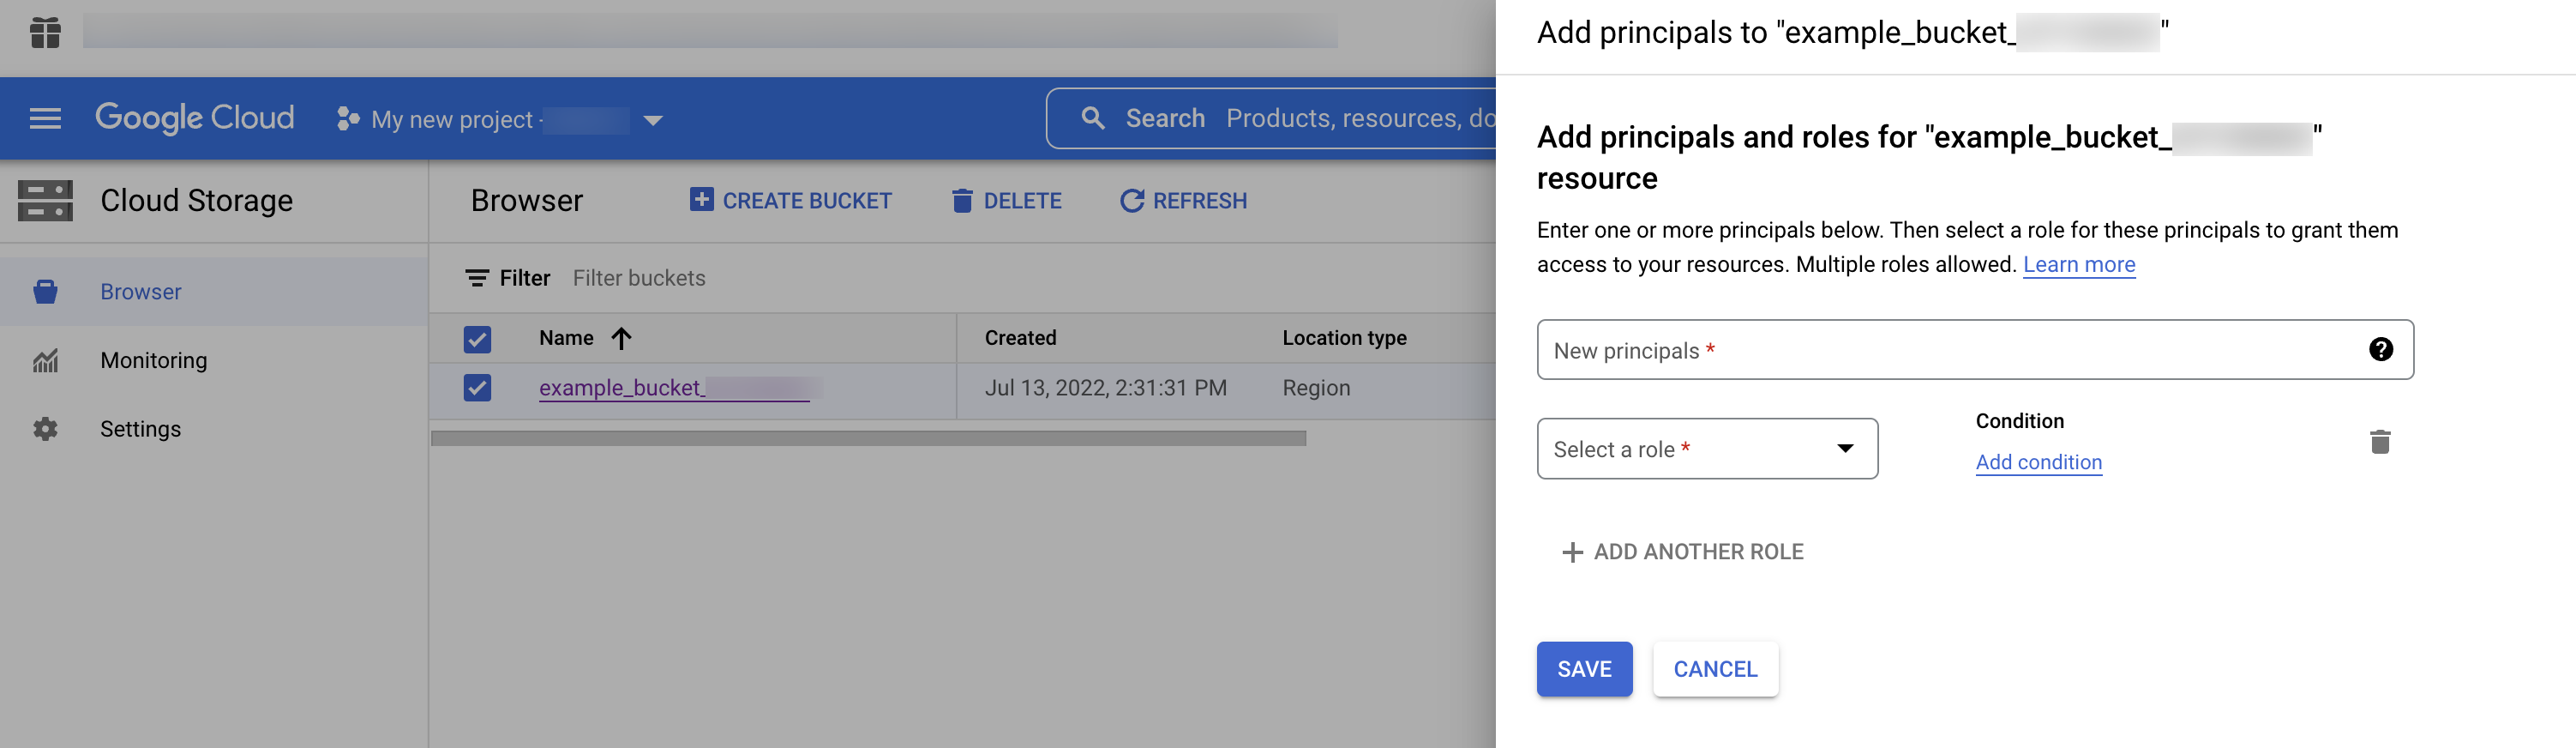 Google Cloud
My new project -
Search Products, resources, do
Cloud Storage
Browser
CREATE BUCKET
DELETE
REFRESH
Browser
Monitoring
Settings
Filter Filter buckets
Name Created Location type
example_bucket_ Jul 13, 2022, 2:31:31 PM Region
Add principals to "example_bucket_ "
Add principals and roles for "example_bucket_ "
resource
Enter one or more principals below. Then select a role for these principals to grant them
access to your resources. Multiple roles allowed. Learn more
New principals *
Select a role *
Condition
Add condition
+ ADD ANOTHER ROLE
SAVE CANCEL